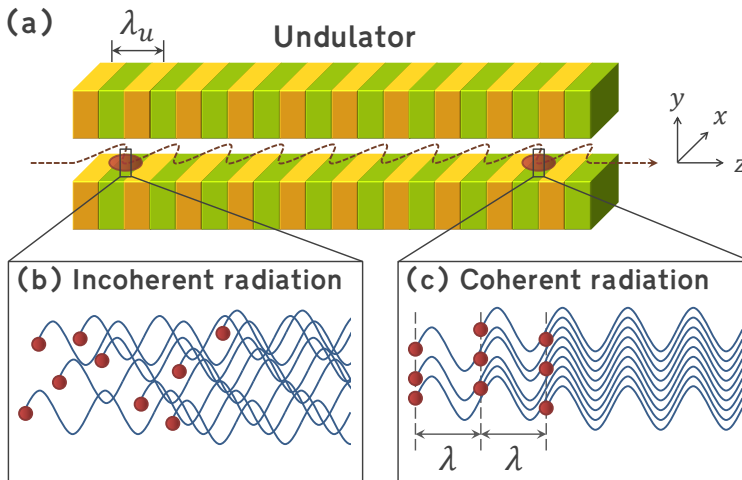 (a)
λu
Undulator
y
x
z
(b) Incoherent radiation
(c) Coherent radiation
λ λ